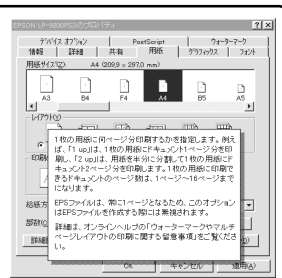 EPSON LP-9200PS3のプロパティ
デバイス オプション PostScript ウォーターマーク
情報 詳細 共有 用紙 グラフィックス フォント
用紙サイズ(Z) A4 (209.9 x 297.0 mm)
A3 B4 F4 A4 B5 A5
レイアウト(Y)
1枚の用紙に何ページ分印刷するかを指定します。例え
ば、「1 up」は、1枚の用紙にドキュメント1ページ分を印
刷し、「2 up」は、用紙を半分に分割して1枚の用紙にド
キュメント2ページ分を印刷します。1枚の用紙に印刷で
きるドキュメントのページ数は、1ページ～16ページまで
になります。
EPSファイルは、常に1ページとなるため、このオプション
はEPSファイルを作成する際には無視されます。
詳細は、オンラインヘルプの「ウォーターマークやマルチ
ページレイアウトの印刷に関する留意事項」をご覧くださ
い。
印刷
給紙方
部数(C)
詳細
OK キャンセル 適用(A)